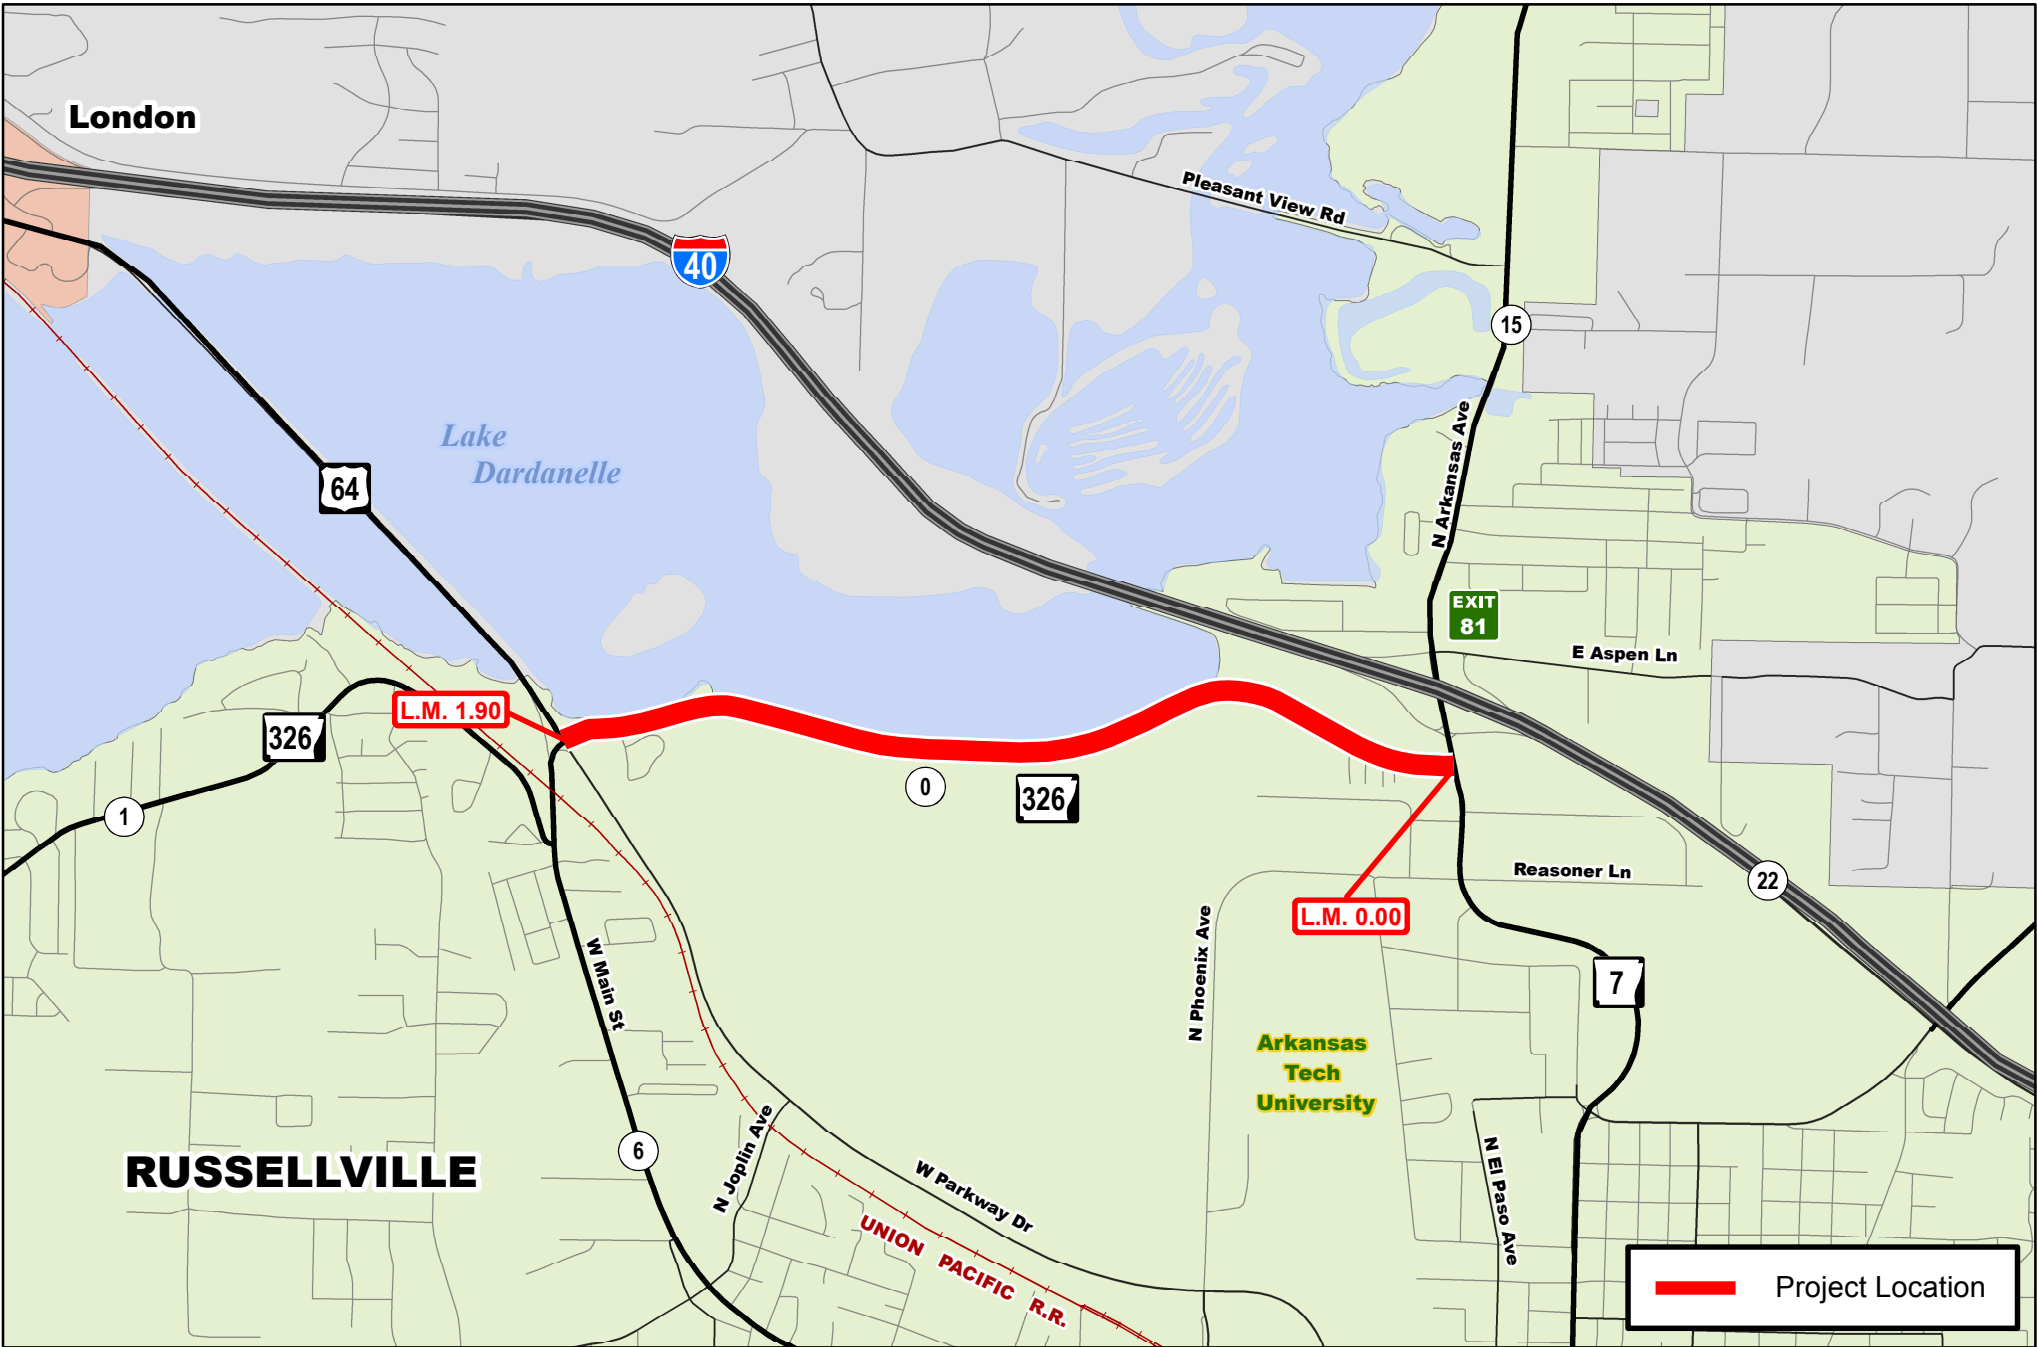 London
Pleasant View Rd
40
15
Lake
Dardanelle
64
N Arkansas Ave
EXIT
81
E Aspen Ln
L.M. 1.90
326
0
326
1
Reasoner Ln
22
L.M. 0.00
N Phoenix Ave
W Main St
7
Arkansas
Tech
University
RUSSELLVILLE
6
N Joplin Ave
W Parkway Dr
N El Paso Ave
UNION PACIFIC R.R.
Project Location